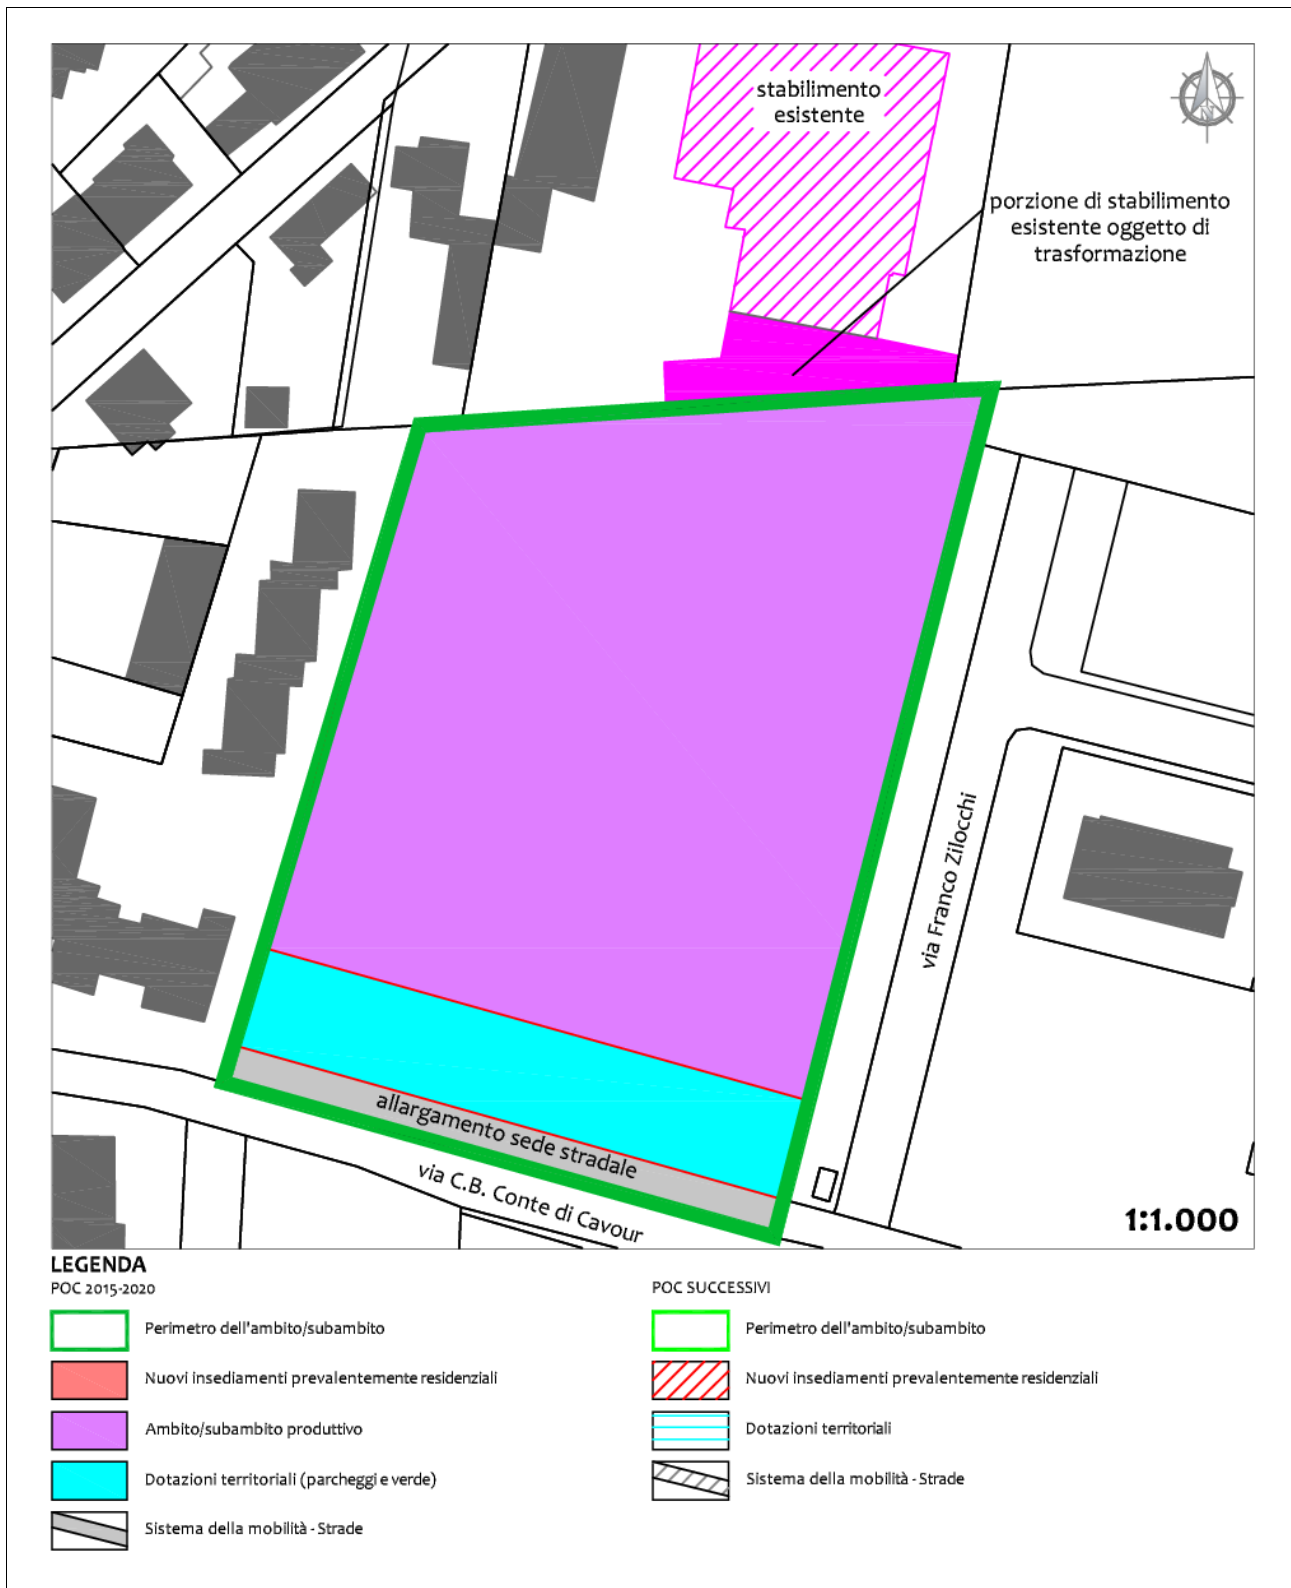 stabilimento
esistente
N
porzione di stabilimento
esistente oggetto di
trasformazione
via Franco Zilocchi
allargamento sede stradale
via C.B. Conte di Cavour
1:1.000
LEGENDA
POC 2015-2020
Perimetro dell'ambito/subambito
Nuovi insediamenti prevalentemente residenziali
Ambito/subambito produttivo
Dotazioni territoriali (parcheggi e verde)
Sistema della mobilità - Strade
POC SUCCESSIVI
Perimetro dell'ambito/subambito
Nuovi insediamenti prevalentemente residenziali
Dotazioni territoriali
Sistema della mobilità - Strade